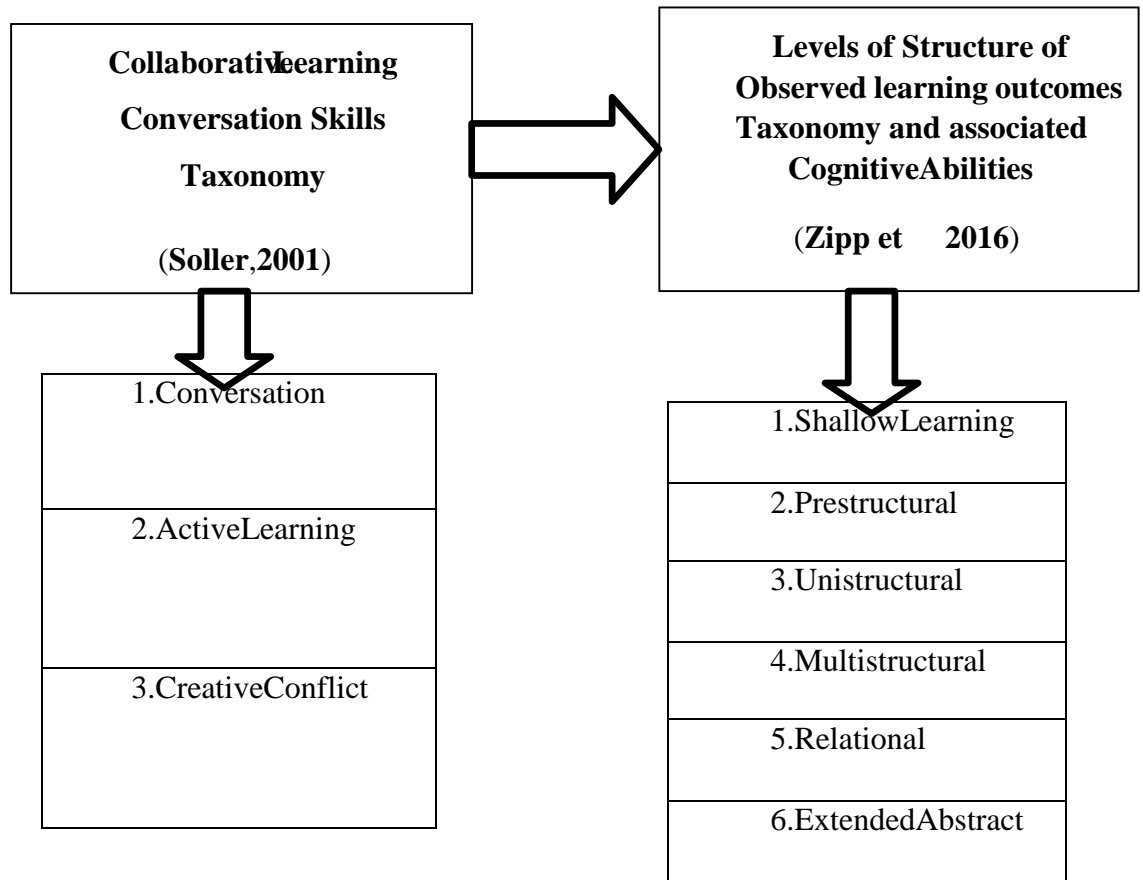 Collaborative Learning
Conversation Skills
Taxonomy
(Soller,2001)
Levels of Structure of
Observed learning outcomes
Taxonomy and associated
CognitiveAbilities
(Zipp et 2016)
1.Conversation
2.ActiveLearning
3.CreativeConflict
1.ShallowLearning
2.Prestructural
3.Unistructural
4.Multistructural
5.Relational
6.ExtendedAbstract